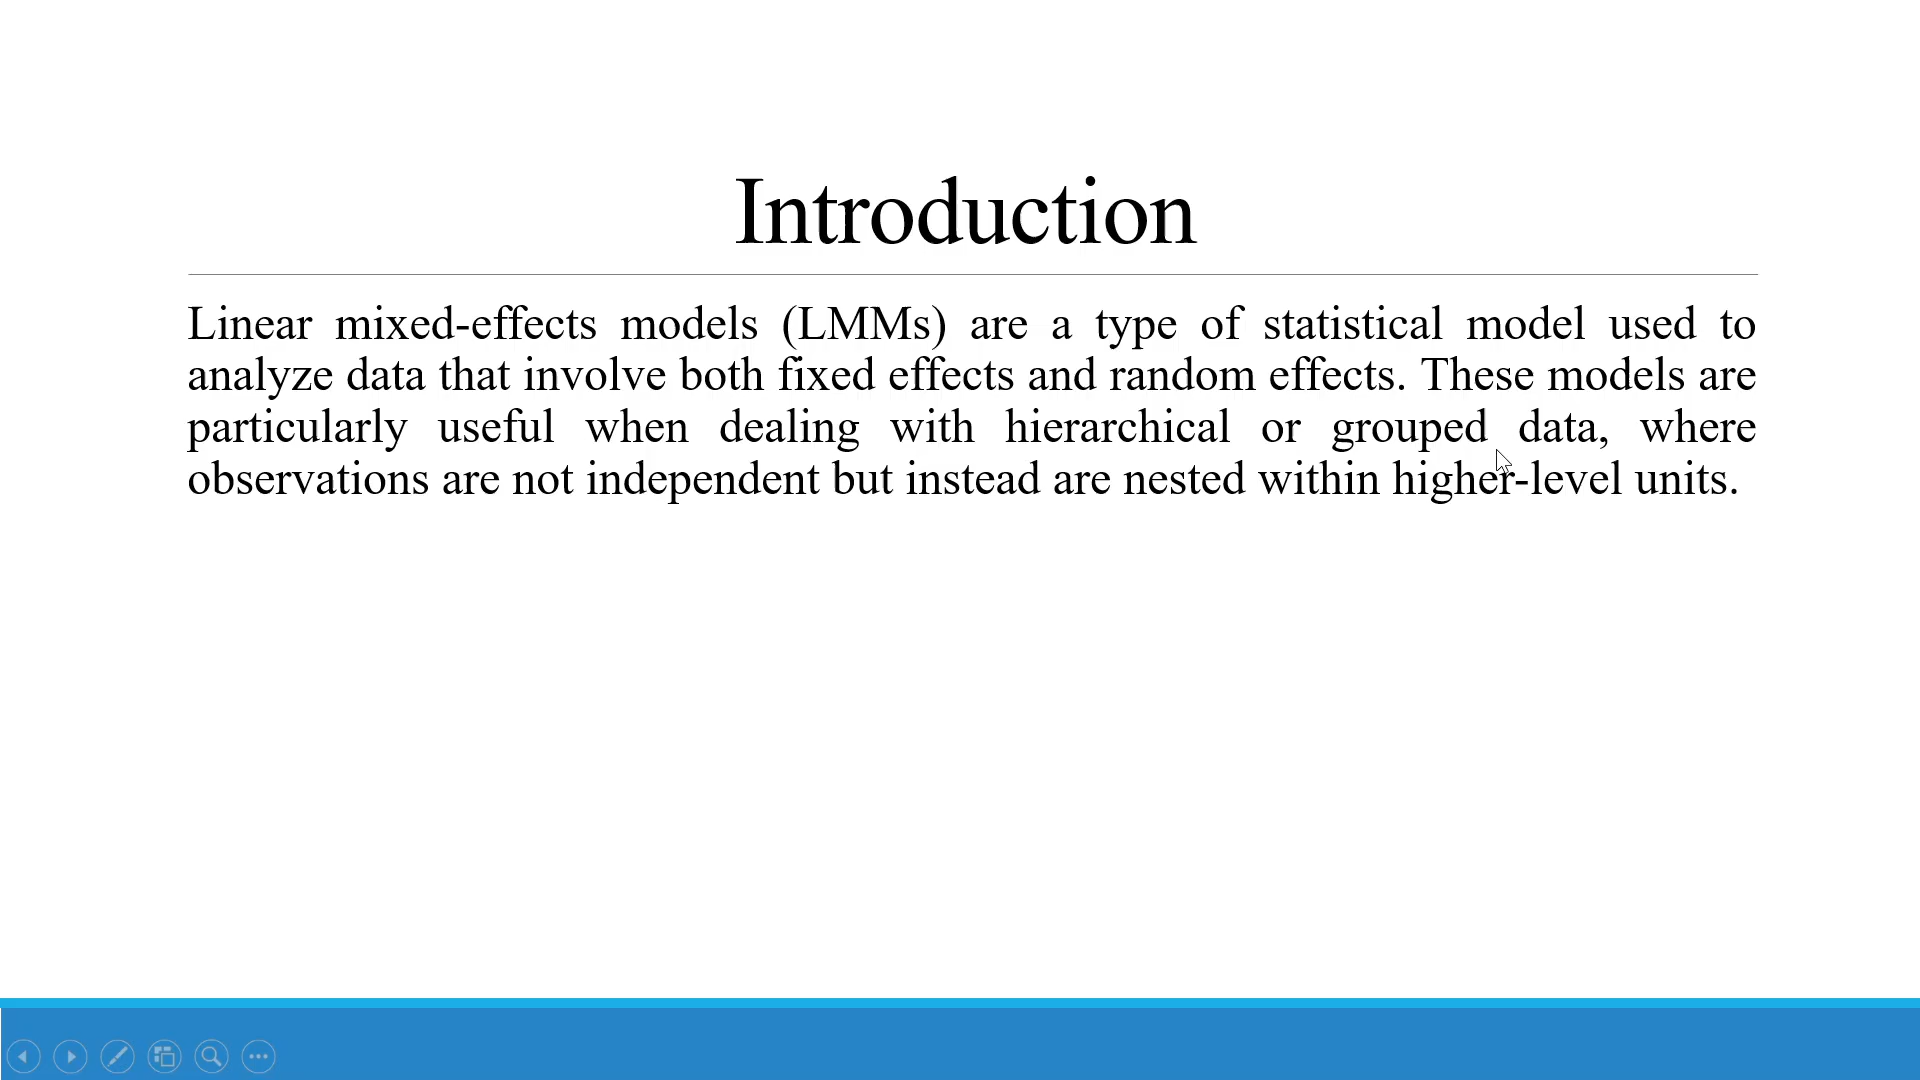 Introduction
Linear mixed-effects models (LMMs) are a type of statistical model used to
analyze data that involve both fixed effects and random effects. These models are
particularly useful when dealing with hierarchical or grouped data, where
observations are not independent but instead are nested within higher-level units.